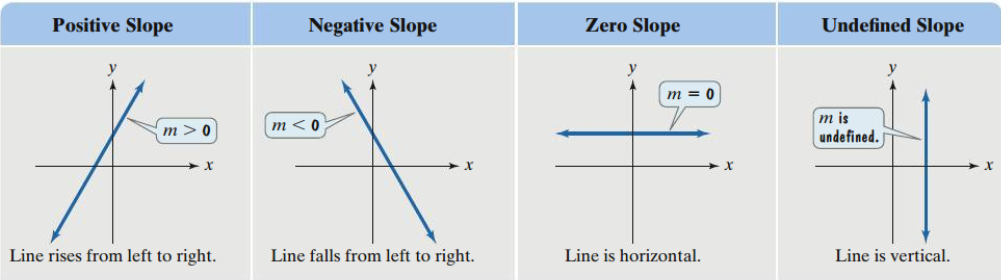 Positive Slope
y
m > 0
x
Line rises from left to right.
Negative Slope
y
m < 0
x
Line falls from left to right.
Zero Slope
y
m = 0
x
Line is horizontal.
Undefined Slope
y
m is
undefined.
x
Line is vertical.